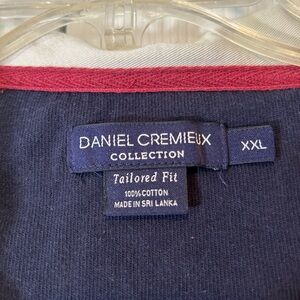 DANIEL CREMIEUX
COLLECTION
XXL
Tailored Fit
100% COTTON
MADE IN SRI LANKA